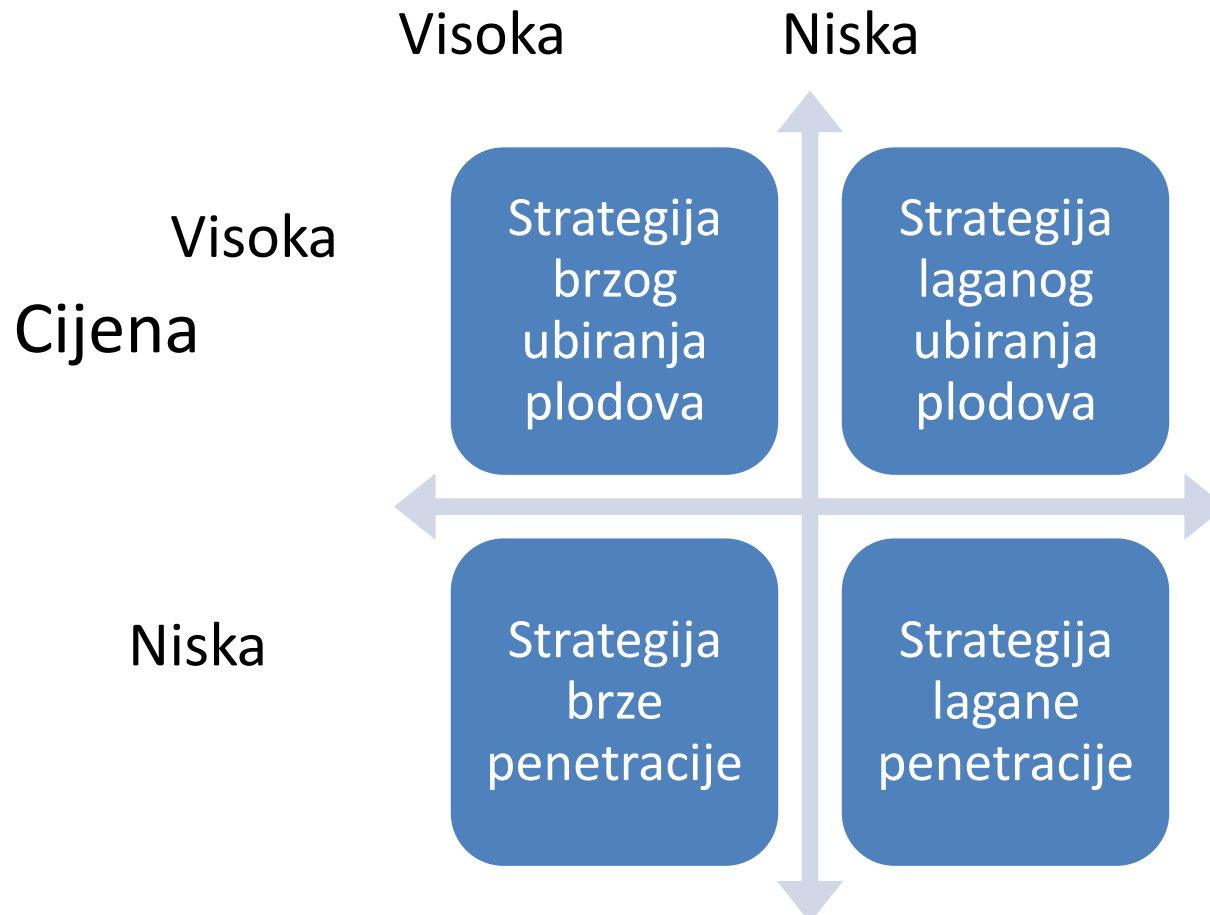 Visoka Niska
Visoka
Cijena
Strategija
brzog
ubiranja
plodova
Strategija
laganog
ubiranja
plodova
Niska
Strategija
brze
penetracije
Strategija
lagane
penetracije